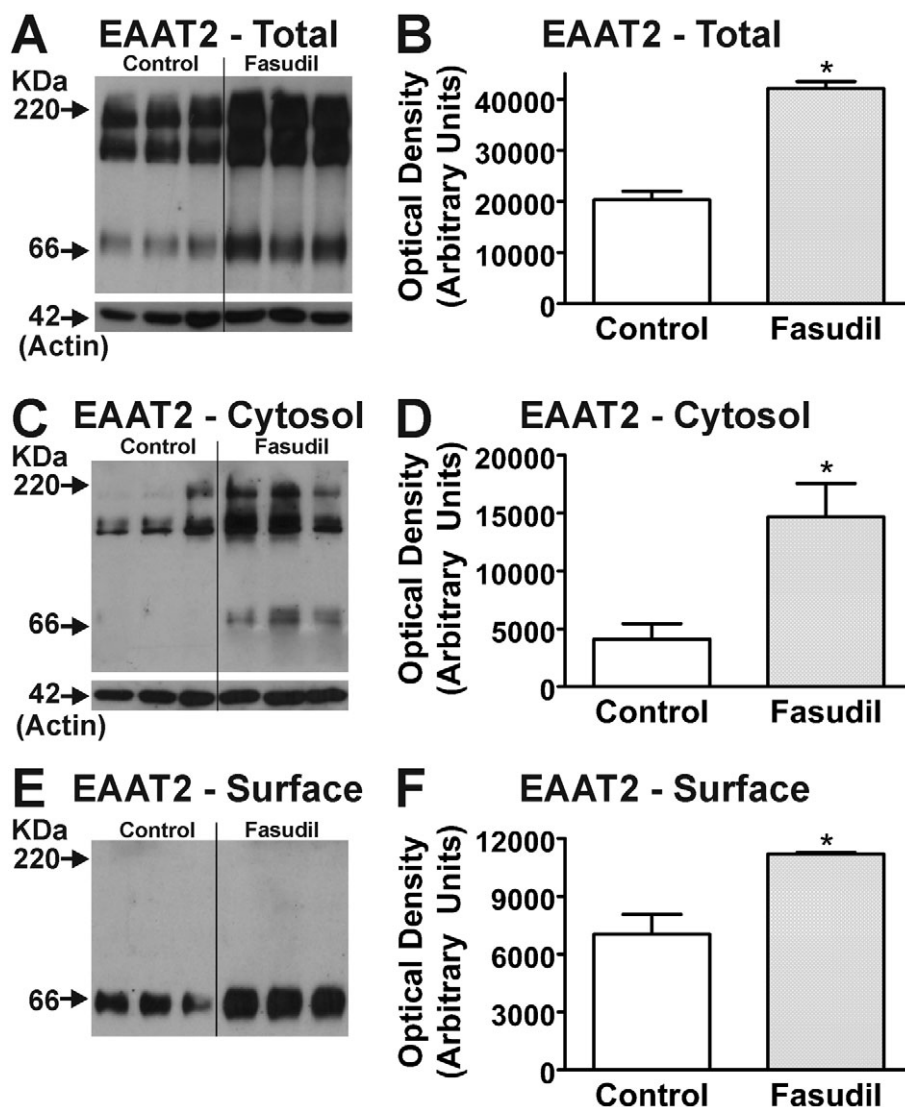 A EAAT2 - Total
KDa
Control
Fasudil
220
66
42
(Actin)
B EAAT2 - Total
Optical Density
(Arbitrary Units)
40000
30000
20000
10000
0
*
Control
Fasudil
C EAAT2 - Cytosol
KDa
Control
Fasudil
220
66
42
(Actin)
D EAAT2 - Cytosol
Optical Density
(Arbitrary Units)
20000
15000
10000
5000
0
*
Control
Fasudil
E EAAT2 - Surface
KDa
Control
Fasudil
220
66
F EAAT2 - Surface
Optical Density
(Arbitrary Units)
12000
9000
6000
3000
0
*
Control
Fasudil